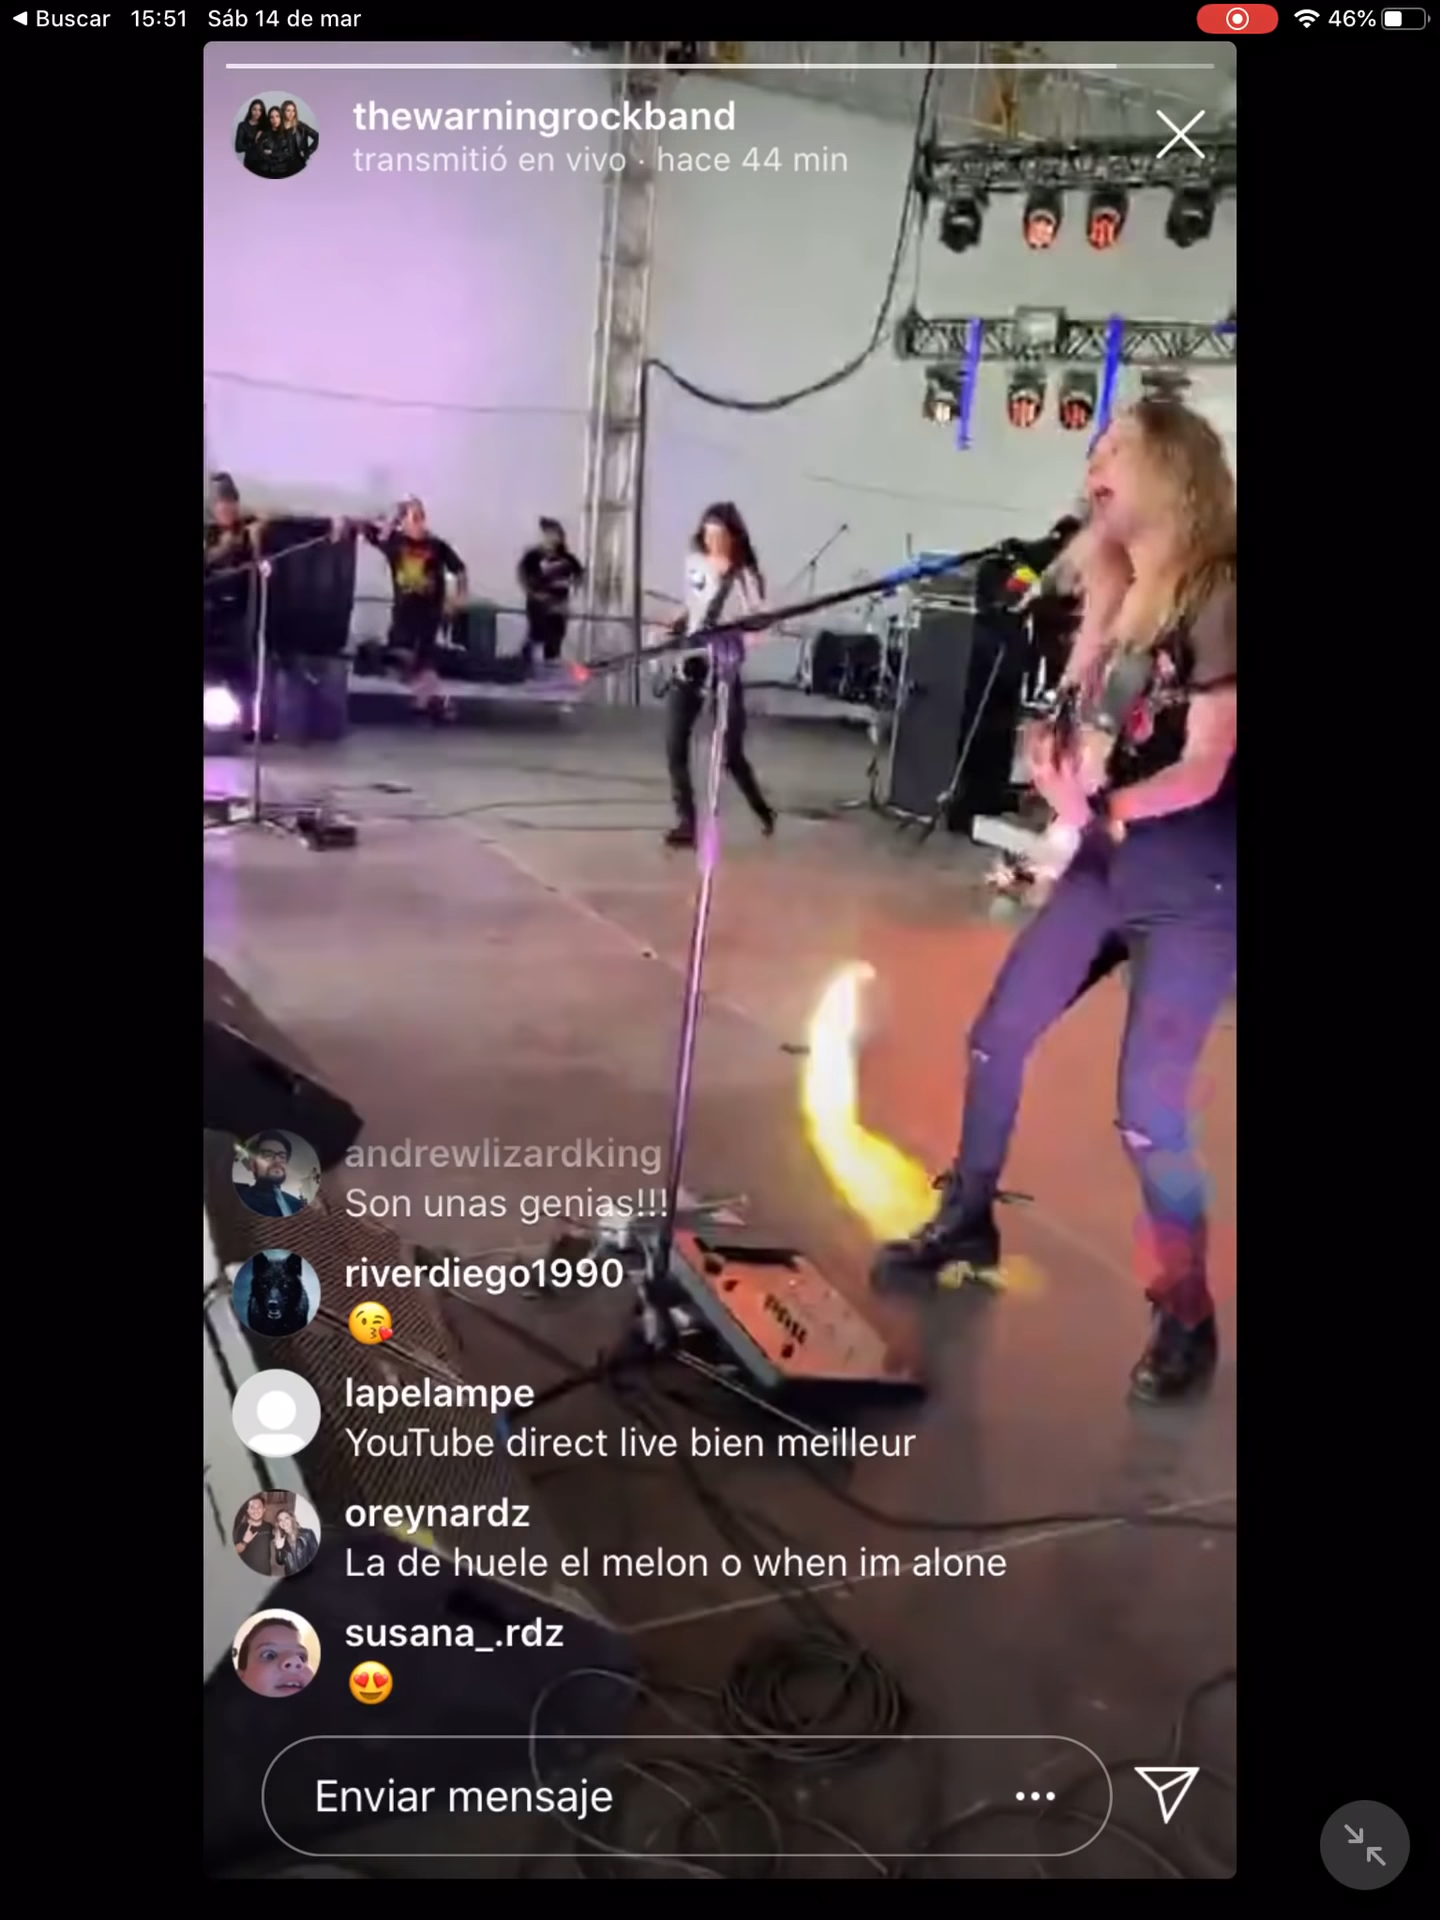 ◀ Buscar 15:51 Sáb 14 de mar 46%
thewarningrockband
transmitió en vivo · hace 44 min
andrewlizardking
Son unas genias!!!
riverdiego1990
😘
lapelampe
YouTube direct live bien meilleur
oreynardz
La de huele el melon o when im alone
susana_.rdz
😍
Enviar mensaje